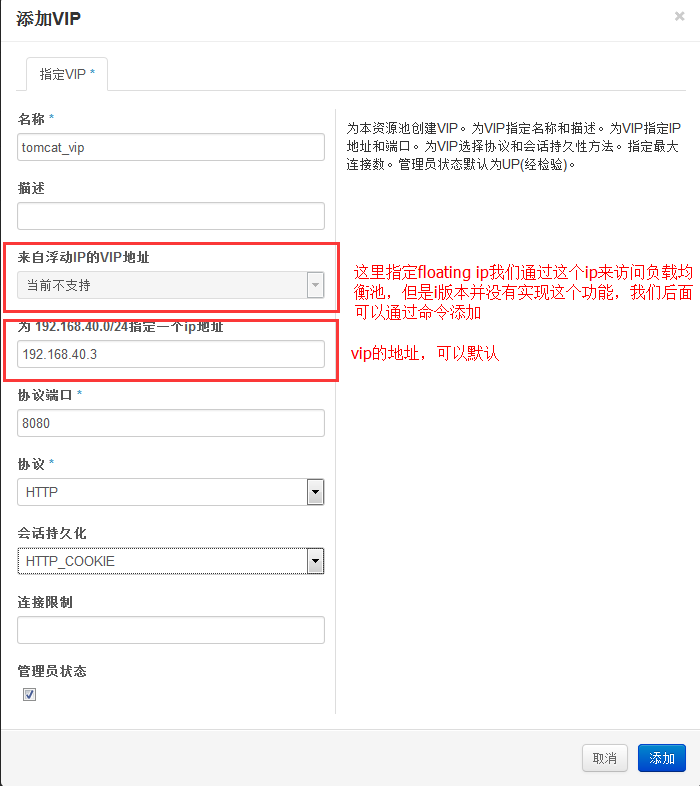 添加VIP
×
指定VIP *
名称 *
tomcat_vip
描述
来自浮动IP的VIP地址
当前不支持
为 192.168.40.0/24指定一个ip地址
192.168.40.3
协议端口 *
8080
协议 *
HTTP
会话持久化
HTTP_COOKIE
连接限制
管理员状态
为本资源池创建VIP。为VIP指定名称和描述。为VIP指定IP
地址和端口。为VIP选择协议和会话持久性方法。指定最大
连接数。管理员状态默认为UP(经检验)。
这里指定floating ip我们通过这个ip来访问负载均
衡池，但是i版本并没有实现这个功能，我们后面
可以通过命令添加
vip的地址，可以默认
取消
添加